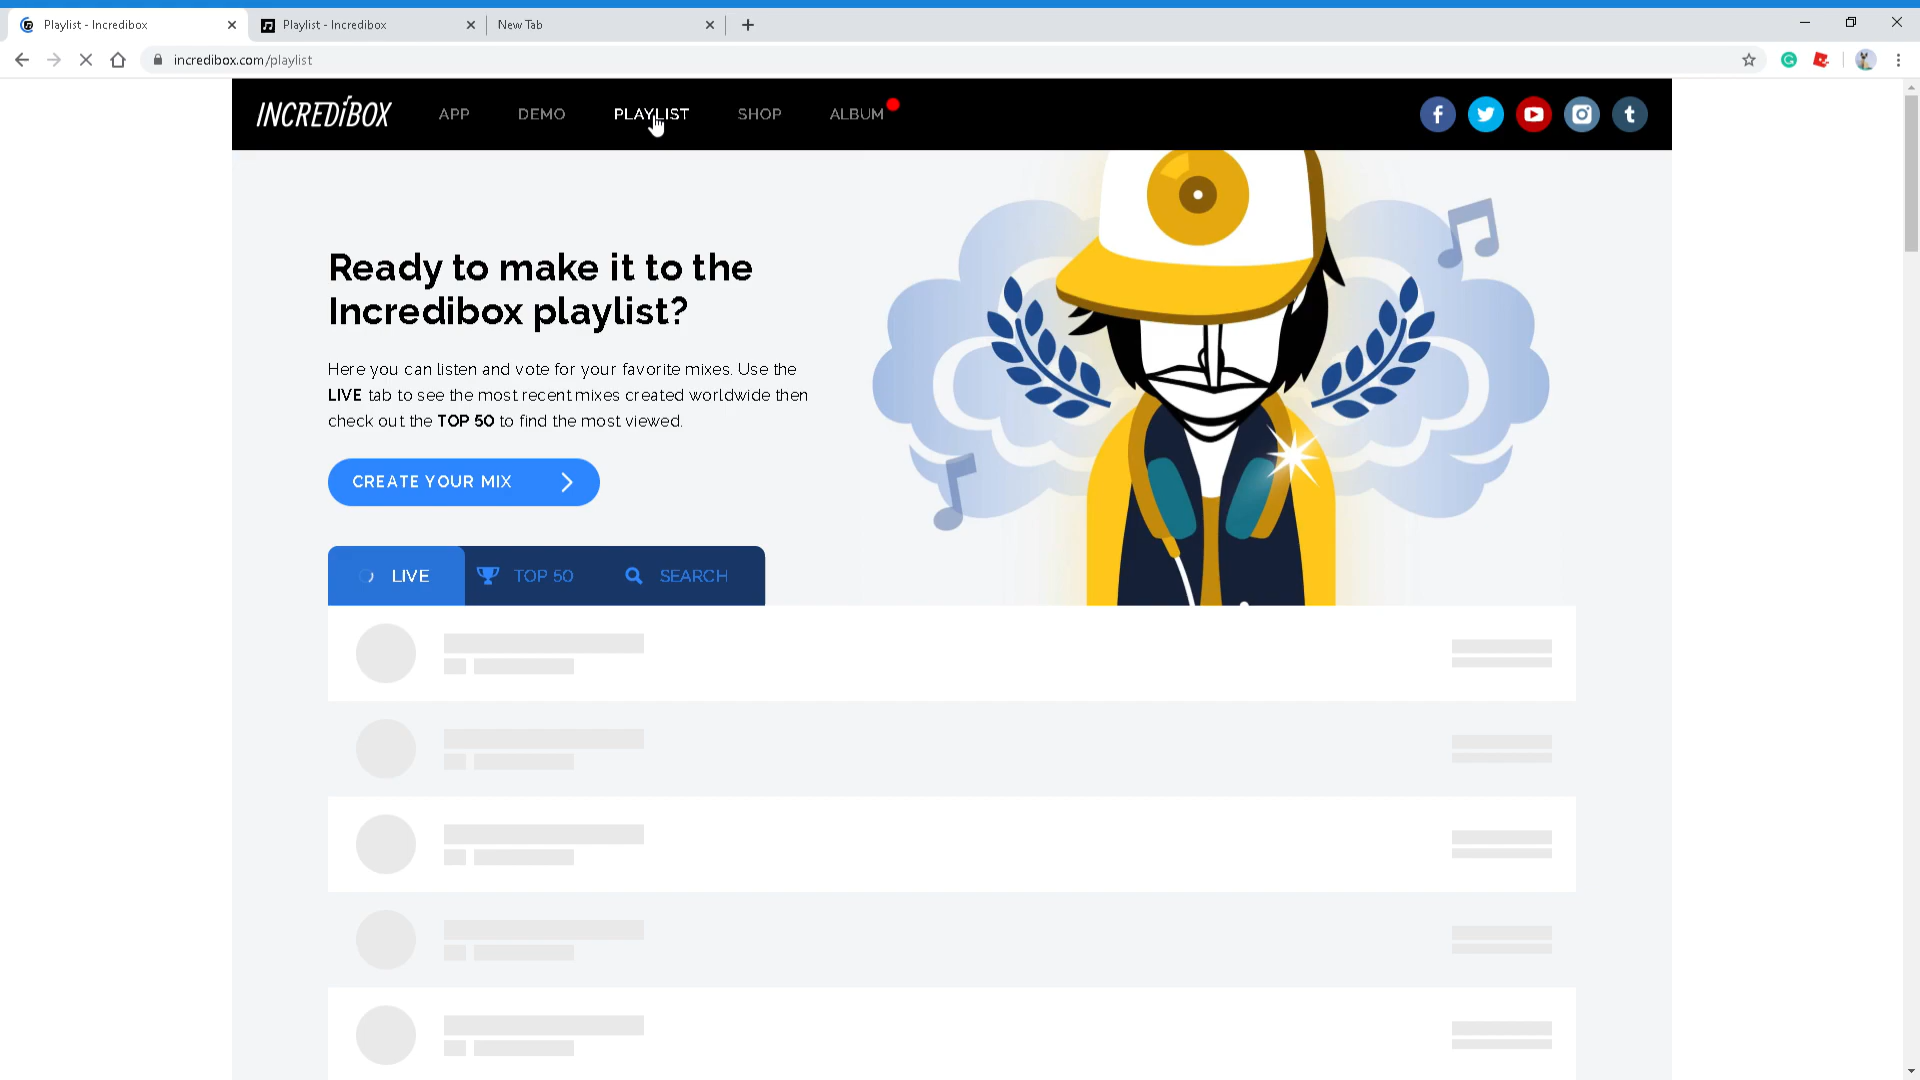 Playlist - Incredibox
Playlist - Incredibox
New Tab
incredibox.com/playlist
INCREDIBOX
APP
DEMO
PLAYLIST
SHOP
ALBUM
Ready to make it to the
Incredibox playlist?
Here you can listen and vote for your favorite mixes. Use the
LIVE tab to see the most recent mixes created worldwide then
check out the TOP 50 to find the most viewed.
CREATE YOUR MIX
LIVE
TOP 50
SEARCH